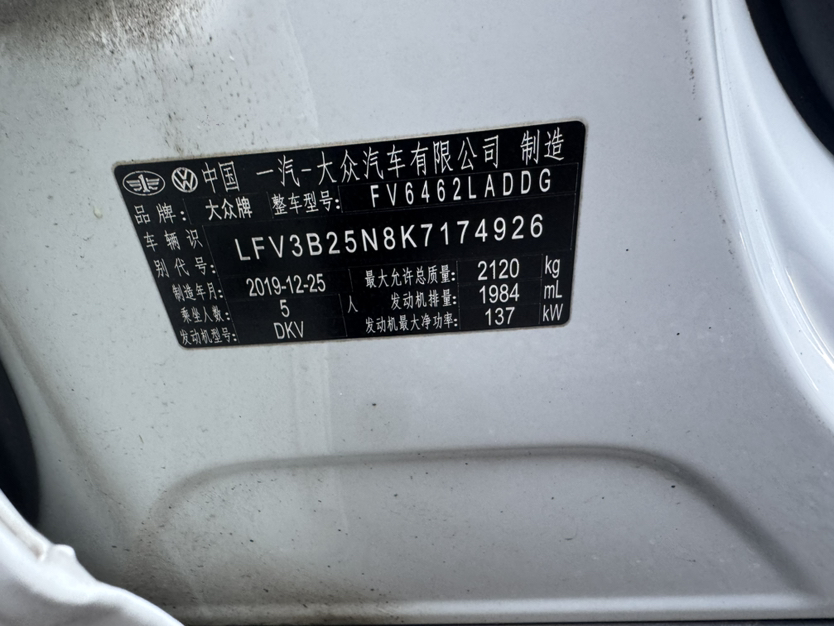 中国 一汽-大众汽车有限公司 制造
品牌: 大众牌 整车型号: FV6462LADDG
车辆识别代号: LFV3B25N8K7174926
制造年月: 2019-12-25 最大允许总质量: 2120 kg
乘坐人数: 5 人 发动机排量: 1984 mL
发动机型号: DKV 发动机最大净功率: 137 kW